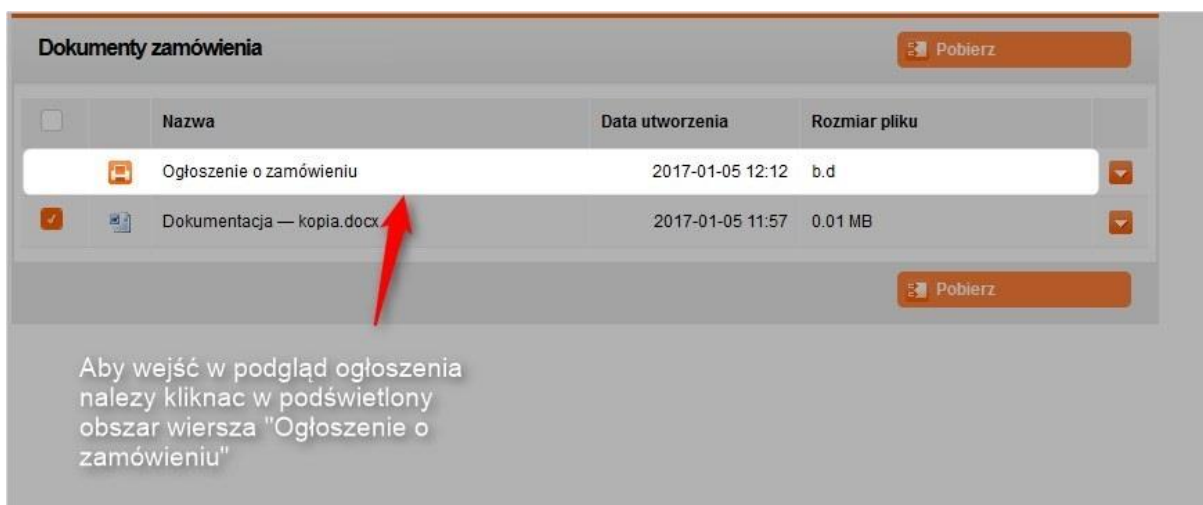 Dokumenty zamówienia
Pobierz
Nazwa Data utworzenia Rozmiar pliku
Ogłoszenie o zamówieniu 2017-01-05 12:12 b.d
Dokumentacja — kopia.docx 2017-01-05 11:57 0.01 MB
Pobierz
Aby wejść w podgląd ogłoszenia
nalezy kliknac w podświetlony
obszar wiersza "Ogłoszenie o
zamówieniu"